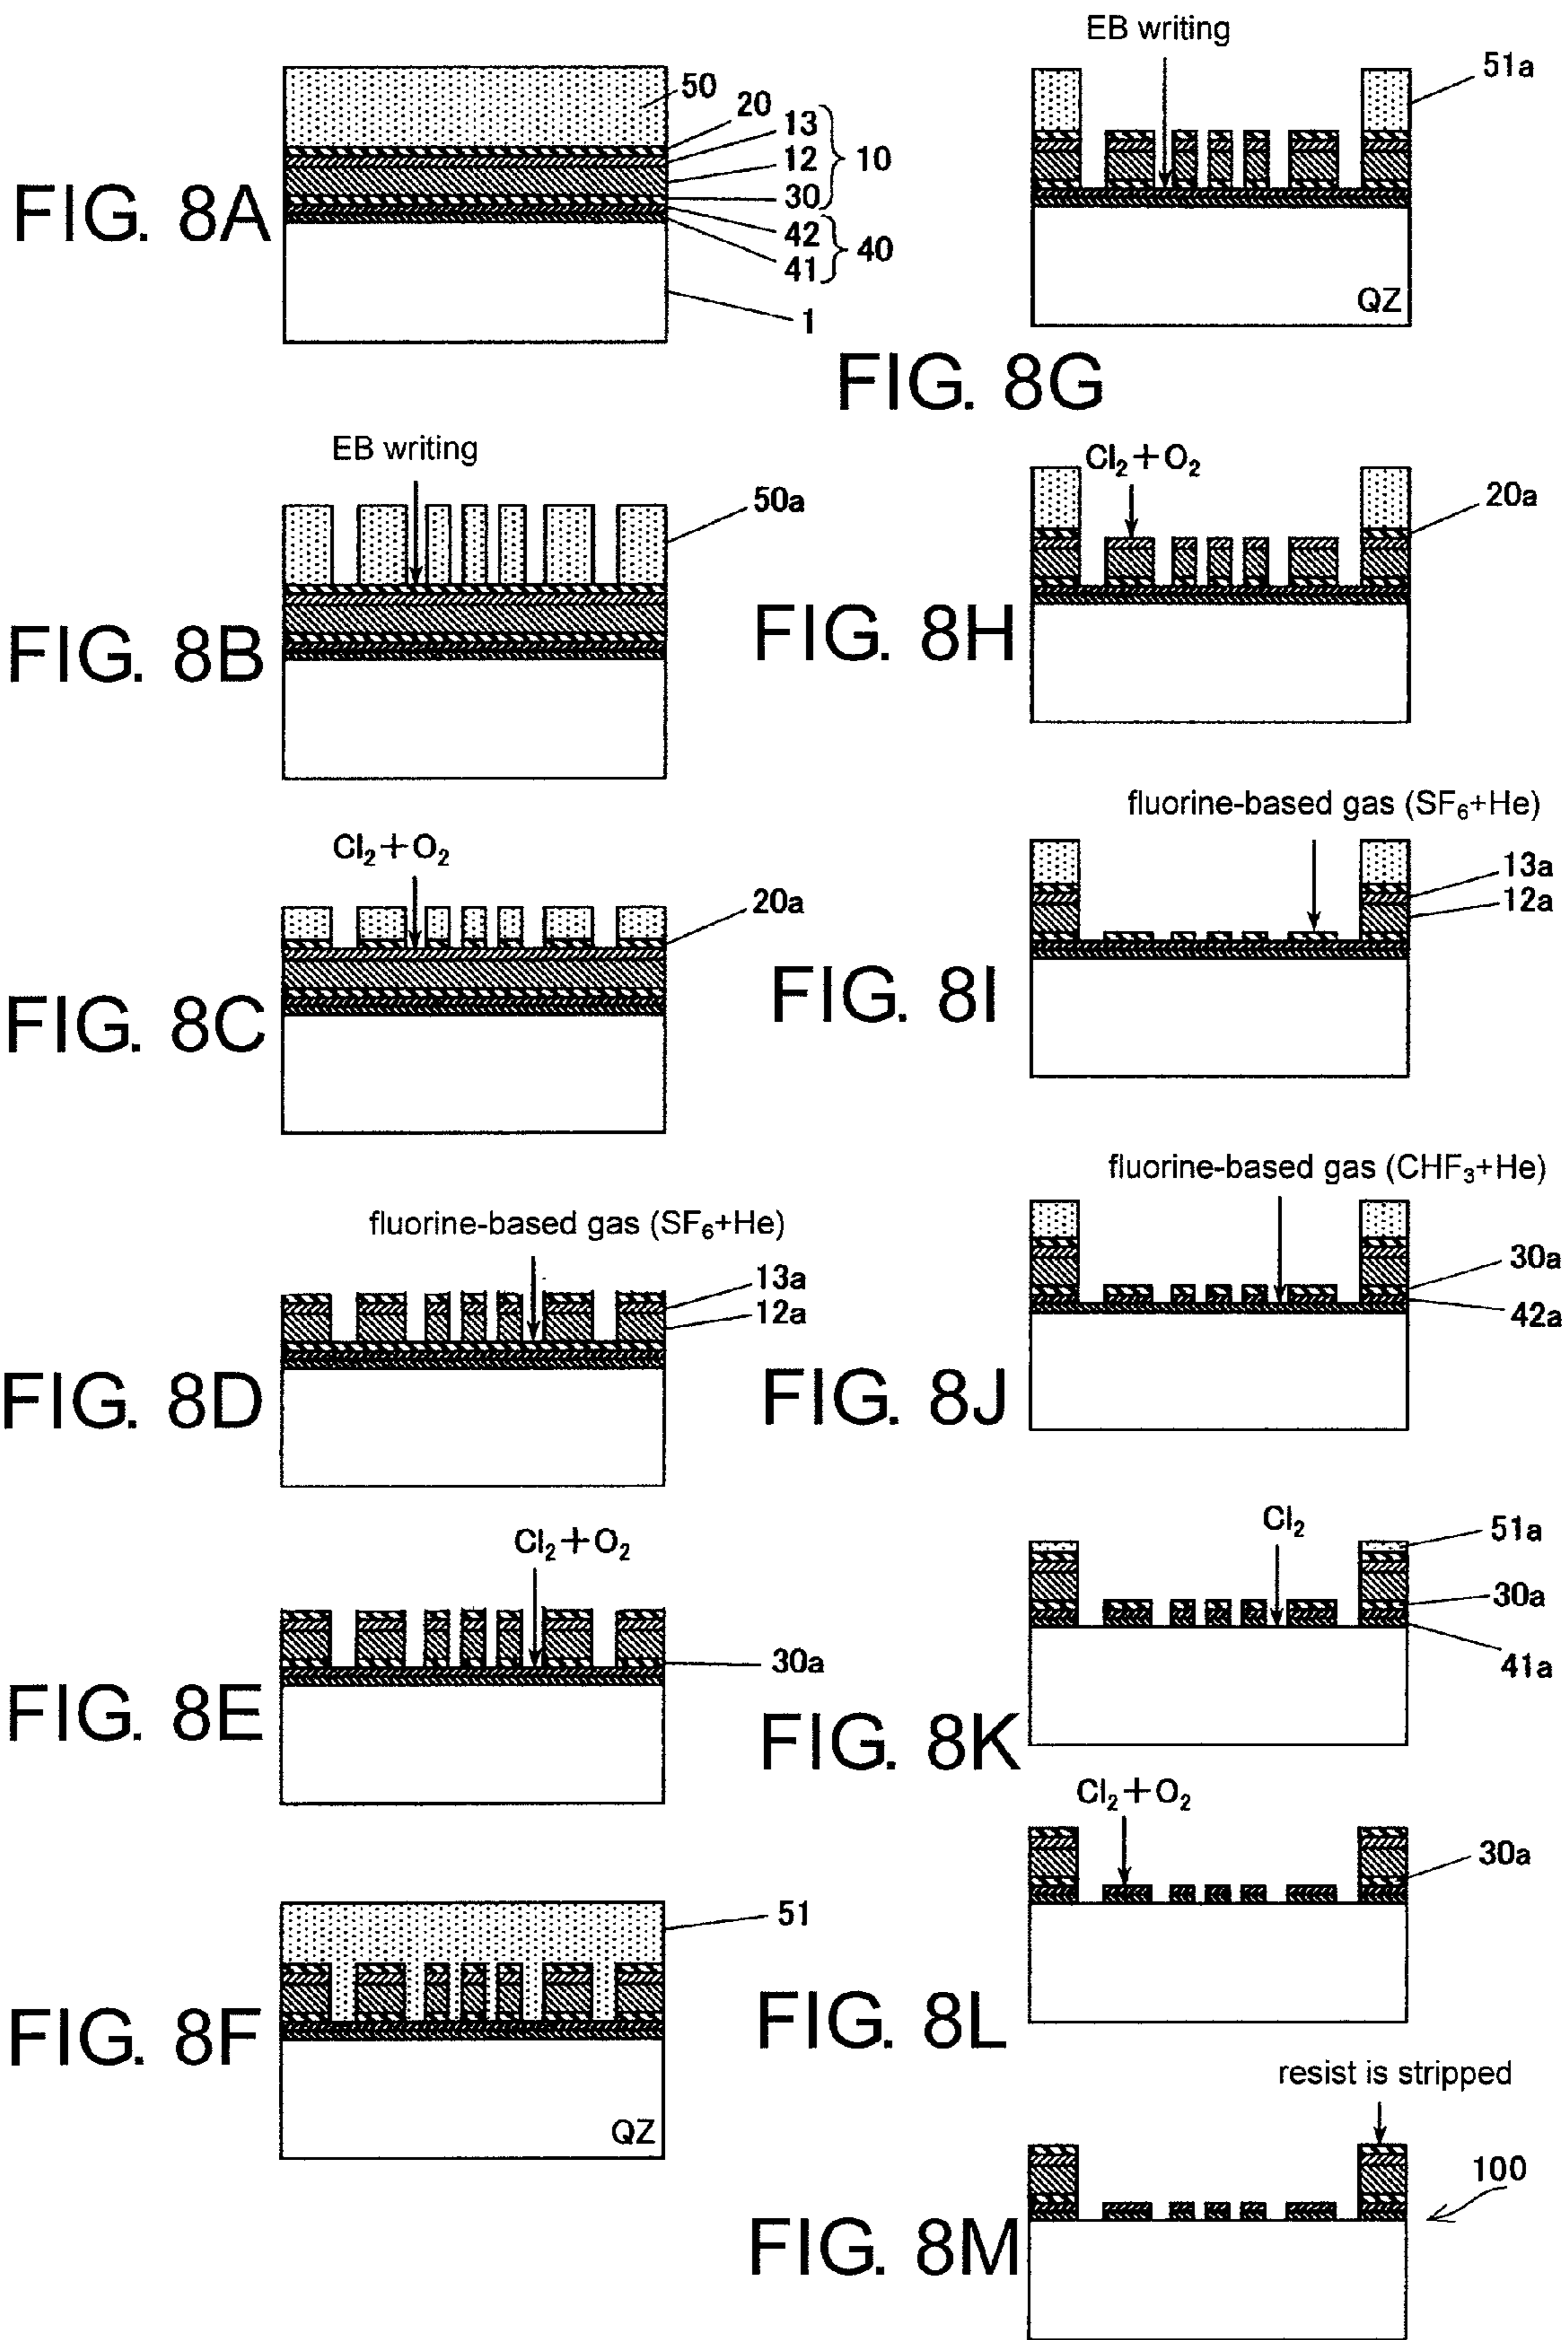 FIG. 8A
50
20
13
12
30
10
42
41
40
1
FIG. 8B
EB writing
50a
FIG. 8C
Cl₂+O₂
20a
FIG. 8D
fluorine-based gas (SF₆+He)
13a
12a
FIG. 8E
Cl₂+O₂
30a
FIG. 8F
51
QZ
FIG. 8G
EB writing
51a
QZ
FIG. 8H
Cl₂+O₂
20a
FIG. 8I
fluorine-based gas (SF₆+He)
13a
12a
FIG. 8J
fluorine-based gas (CHF₃+He)
30a
42a
FIG. 8K
Cl₂
51a
30a
41a
FIG. 8L
Cl₂+O₂
30a
FIG. 8M
resist is stripped
100